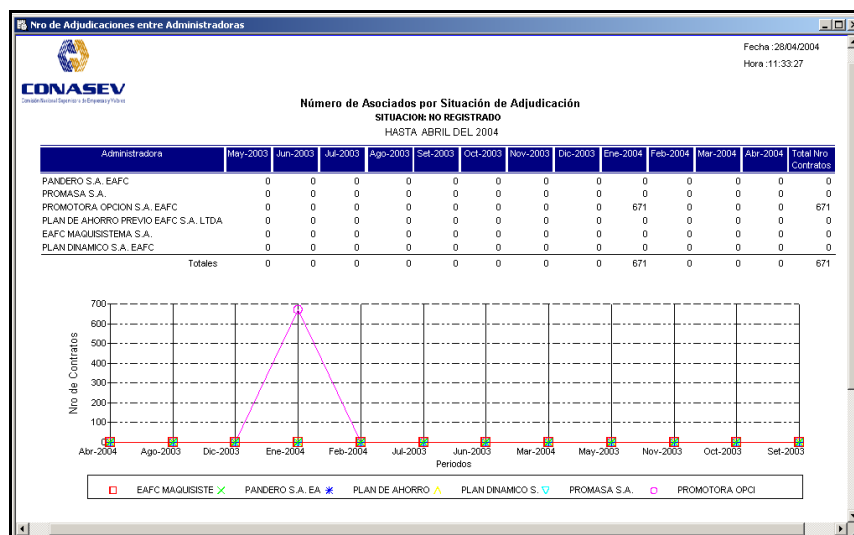 Nro de Adjudicaciones entre Administradoras
Fecha :28/04/2004
Hora :11:33:27
CONASEV
Comisión Nacional Supervisora de Empresas y Valores
Número de Asociados por Situación de Adjudicación
SITUACION: NO REGISTRADO
HASTA ABRIL DEL 2004
Administradora May-2003 Jun-2003 Jul-2003 Ago-2003 Set-2003 Oct-2003 Nov-2003 Dic-2003 Ene-2004 Feb-2004 Mar-2004 Abr-2004 Total Nro Contratos
PANDERO S.A. EAFC 0 0 0 0 0 0 0 0 0 0 0 0 0
PROMASA S.A. 0 0 0 0 0 0 0 0 0 0 0 0 0
PROMOTORA OPCION S.A. EAFC 0 0 0 0 0 0 0 0 671 0 0 0 671
PLAN DE AHORRO PREVIO EAFC S.A. LTDA 0 0 0 0 0 0 0 0 0 0 0 0 0
EAFC MAQUISISTEMA S.A. 0 0 0 0 0 0 0 0 0 0 0 0 0
PLAN DINAMICO S.A. EAFC 0 0 0 0 0 0 0 0 0 0 0 0 0
Totales 0 0 0 0 0 0 0 0 671 0 0 0 671
700
600
500
400
300
200
100
0
Nro de Contratos
Abr-2004 Ago-2003 Dic-2003 Ene-2004 Feb-2004 Jul-2003 Jun-2003 Mar-2004 May-2003 Nov-2003 Oct-2003 Set-2003
Periodos
EAFC MAQUISISTE PANDERO S.A. EA PLAN DE AHORRO PLAN DINAMICO S. PROMASA S.A. PROMOTORA OPCI